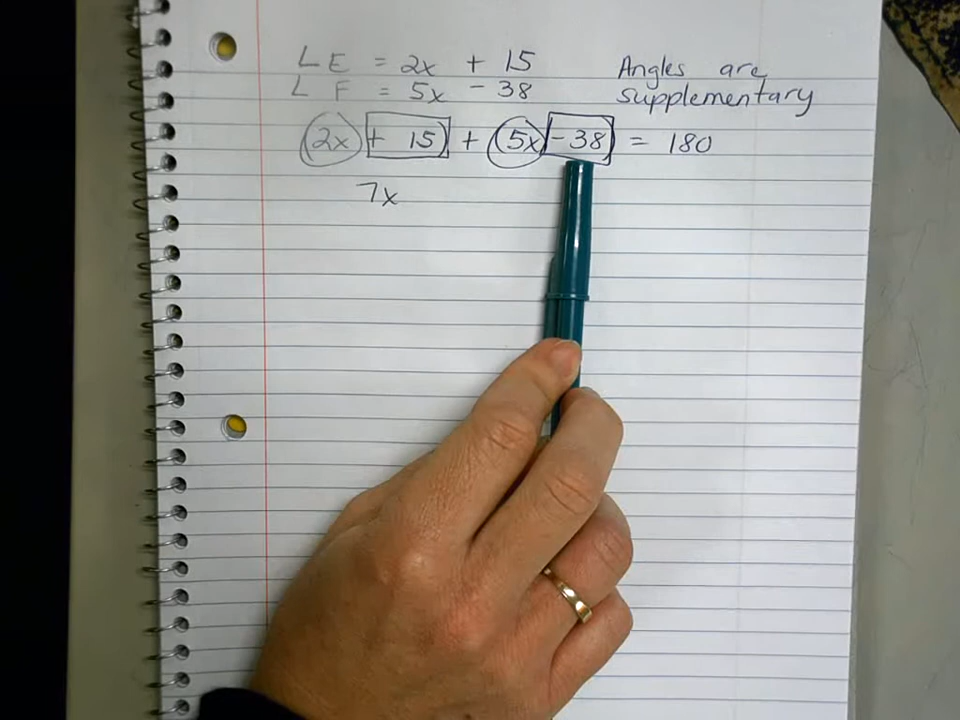 ∠ E = 2x + 15 Angles are
∠ F = 5x - 38 supplementary
(2x + 15) + (5x - 38) = 180
7x